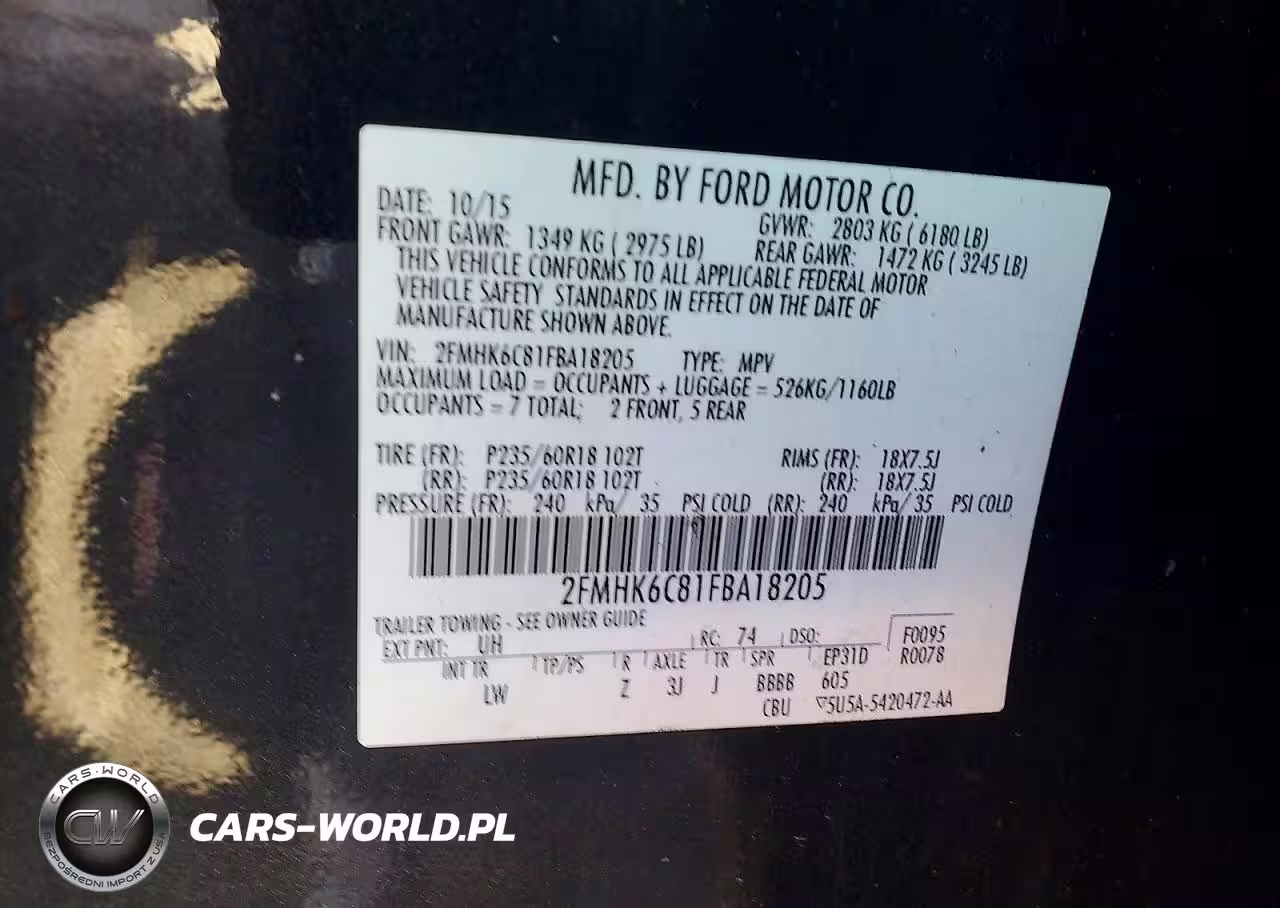 MFD. BY FORD MOTOR CO.
DATE: 10/15 GVWR: 2803 KG ( 6180 LB)
FRONT GAWR: 1349 KG ( 2975 LB) REAR GAWR: 1472 KG ( 3245 LB)
THIS VEHICLE CONFORMS TO ALL APPLICABLE FEDERAL MOTOR
VEHICLE SAFETY STANDARDS IN EFFECT ON THE DATE OF
MANUFACTURE SHOWN ABOVE.
VIN: 2FMHK6C81FBA18205 TYPE: MPV
MAXIMUM LOAD = OCCUPANTS + LUGGAGE = 526KG/1160LB
OCCUPANTS = 7 TOTAL; 2 FRONT, 5 REAR
TIRE (FR): P235/60R18 102T RIMS (FR): 18X7.5J
(RR): P235/60R18 102T (RR): 18X7.5J
PRESSURE (FR): 240 kPa/ 35 PSI COLD (RR): 240 kPa/ 35 PSI COLD
2FMHK6C81FBA18205
TRAILER TOWING - SEE OWNER GUIDE
EXT PNT: UH RC: 74 DSO: F0095
INT TR TP/PS R AXLE TR SPR EP31D R0078
LW Z 3J J BBBB 605
CBU ▽5U5A-5420472-AA
CARS-WORLD
CW
BEZPOŚREDNI IMPORT Z USA
CARS-WORLD.PL